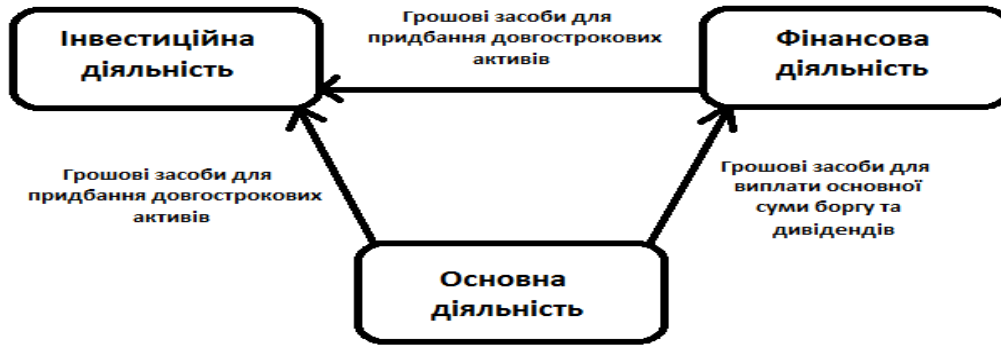 Інвестиційна
діяльність
Грошові засоби для
придбання довгострокових
активів
Фінансова
діяльність
Грошові засоби для
придбання довгострокових
активів
Грошові засоби для
виплати основної
суми боргу та
дивідендів
Основна
діяльність